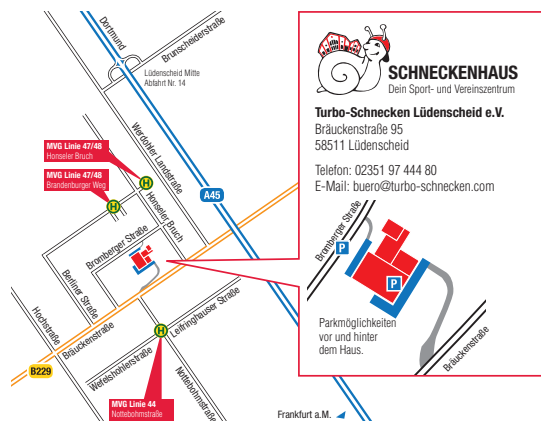 Dortmund
Brunscheiderstraße
Lüdenscheid Mitte
Abfahrt Nr. 14
Werdohler Landstraße
MVG Linie 47/48
Honseler Bruch
MVG Linie 47/48
Brandenburger Weg
H
H
Honseler Bruch
A45
Bromberger Straße
Berliner Straße
Hochstraße
Bräuckenstraße
Leifringhauser Straße
H
Wefelshohlerstraße
B229
MVG Linie 44
Nottebohmstraße
Nottebohmstraße
Frankfurt a.M.
SCHNECKENHAUS
Dein Sport- und Vereinszentrum
Turbo-Schnecken Lüdenscheid e.V.
Bräuckenstraße 95
58511 Lüdenscheid
Telefon: 02351 97 444 80
E-Mail: buero@turbo-schnecken.com
Bromberger Straße
P
P
Parkmöglichkeiten
vor und hinter
dem Haus.
Bräuckenstraße